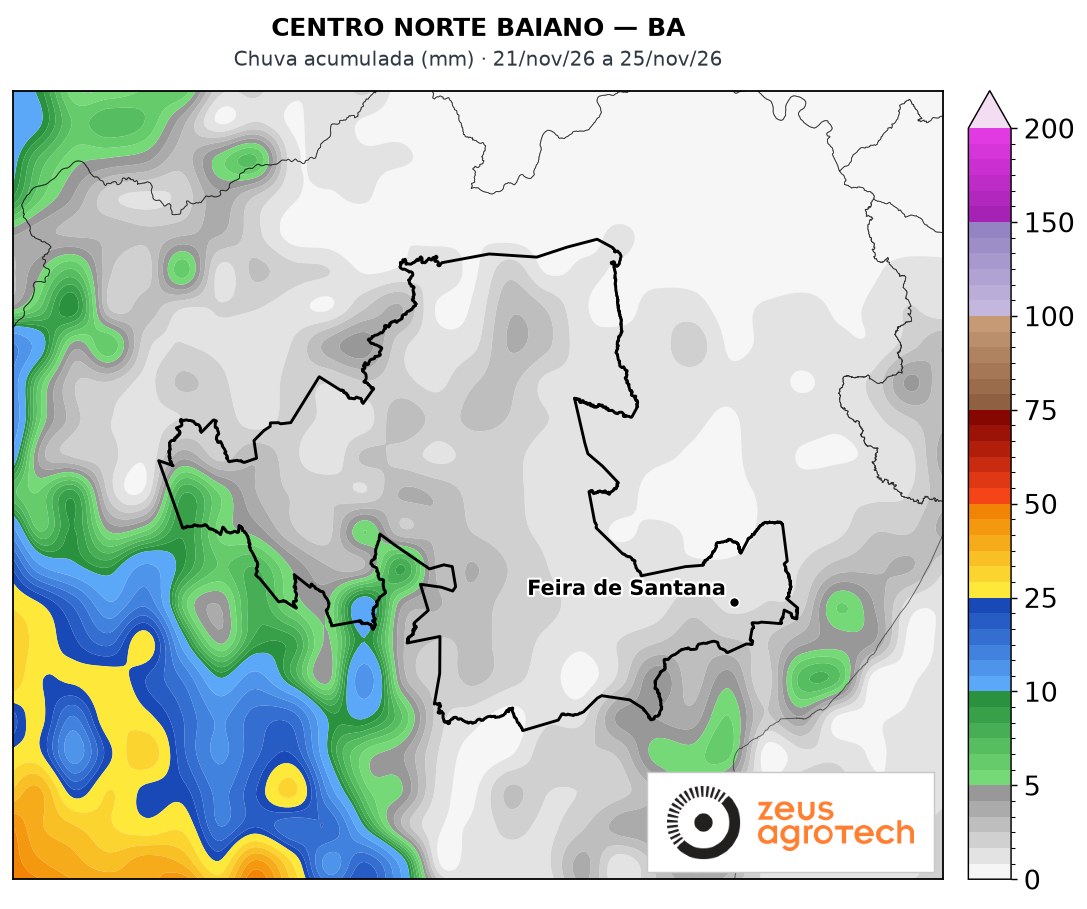 CENTRO NORTE BAIANO — BA
Chuva acumulada (mm) · 21/nov/26 a 25/nov/26
200
150
100
75
50
25
10
5
0
Feira de Santana
zeus
agrotech